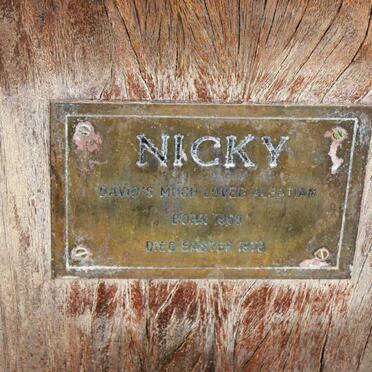 NICKY
DAVID'S MUCH LOVED ALSATIAN
BORN
DIED EASTER